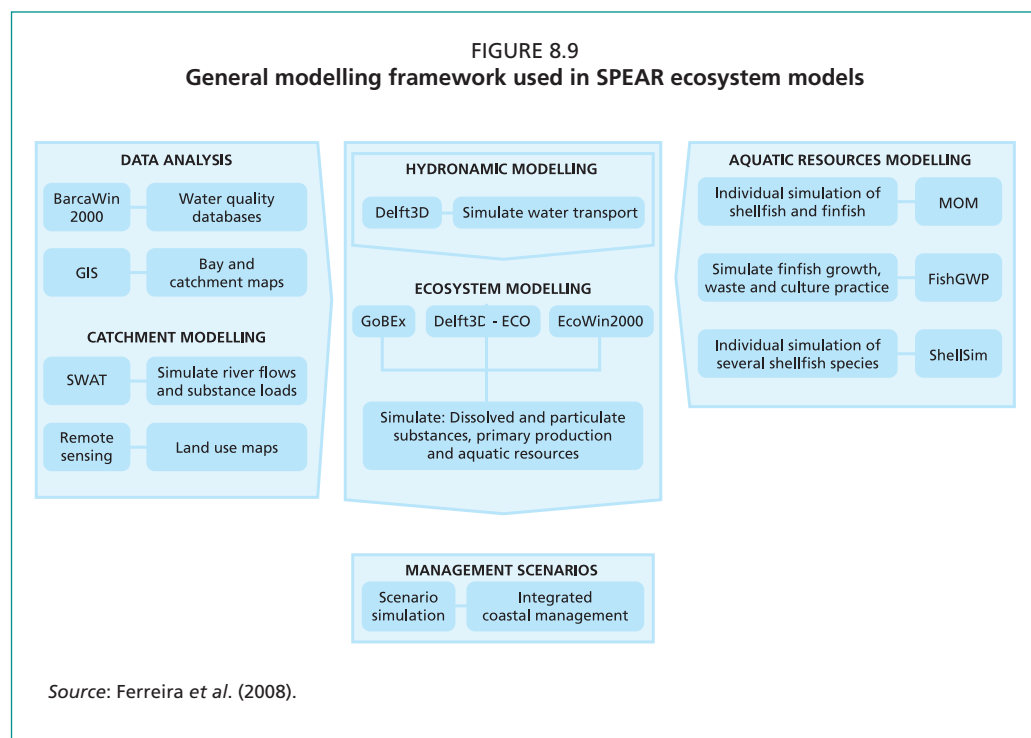 FIGURE 8.9
General modelling framework used in SPEAR ecosystem models
DATA ANALYSIS
BarcaWin
2000
Water quality
databases
GIS
Bay and
catchment maps
CATCHMENT MODELLING
SWAT
Simulate river flows
and substance loads
Remote
sensing
Land use maps
HYDRONAMIC MODELLING
Delft3D
Simulate water transport
ECOSYSTEM MODELLING
GoBEx
Delft3D - ECO
EcoWin2000
Simulate: Dissolved and particulate
substances, primary production
and aquatic resources
AQUATIC RESOURCES MODELLING
Individual simulation of
shellfish and finfish
MOM
Simulate finfish growth,
waste and culture practice
FishGWP
Individual simulation of
several shellfish species
ShellSim
MANAGEMENT SCENARIOS
Scenario
simulation
Integrated
coastal management
Source: Ferreira et al. (2008).